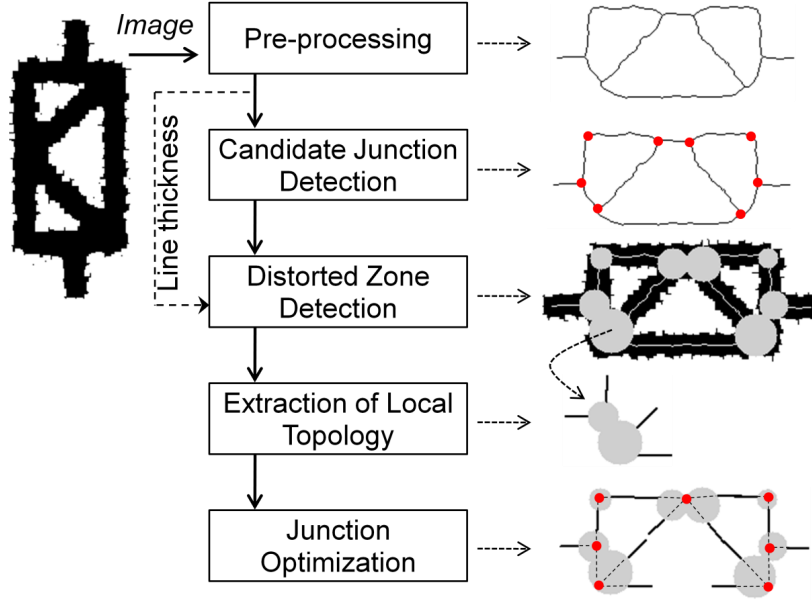 Image
Pre-processing
Line thickness
Candidate Junction
Detection
Distorted Zone
Detection
Extraction of Local
Topology
Junction
Optimization